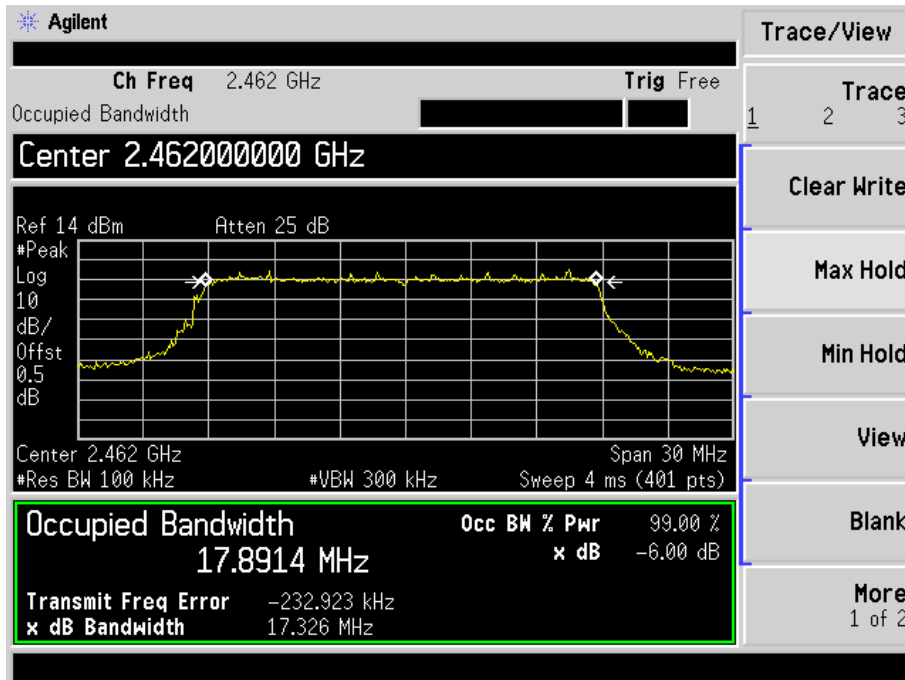 Agilent
Ch Freq 2.462 GHz Trig Free
Occupied Bandwidth
Center 2.462000000 GHz
Ref 14 dBm Atten 25 dB
#Peak
Log
10
dB/
Offst
0.5
dB
Center 2.462 GHz Span 30 MHz
#Res BW 100 kHz #VBW 300 kHz Sweep 4 ms (401 pts)
Occupied Bandwidth Occ BW % Pwr 99.00 %
17.8914 MHz x dB -6.00 dB
Transmit Freq Error -232.923 kHz
x dB Bandwidth 17.326 MHz
Trace/View
Trace
1 2 3
Clear Write
Max Hold
Min Hold
View
Blank
More
1 of 2